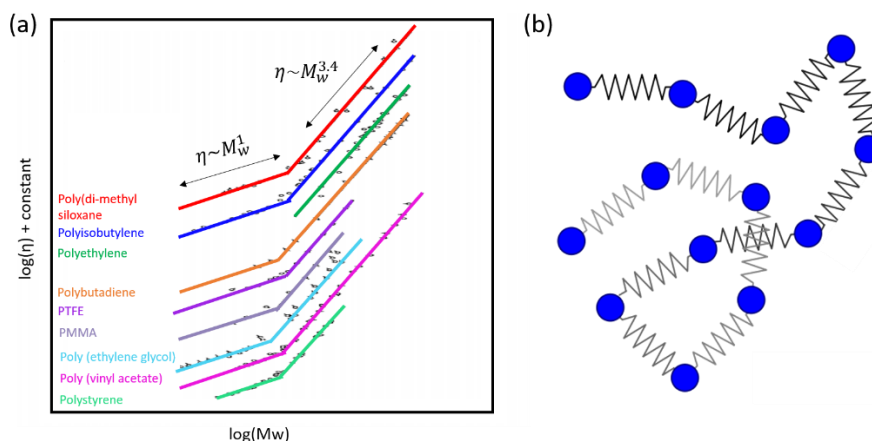 (a)
(b)
η~M_w^3.4
η~M_w^1
log(η) + constant
Poly(di-methyl
siloxane
Polyisobutylene
Polyethylene
Polybutadiene
PTFE
PMMA
Poly (ethylene glycol)
Poly (vinyl acetate)
Polystyrene
log(Mw)